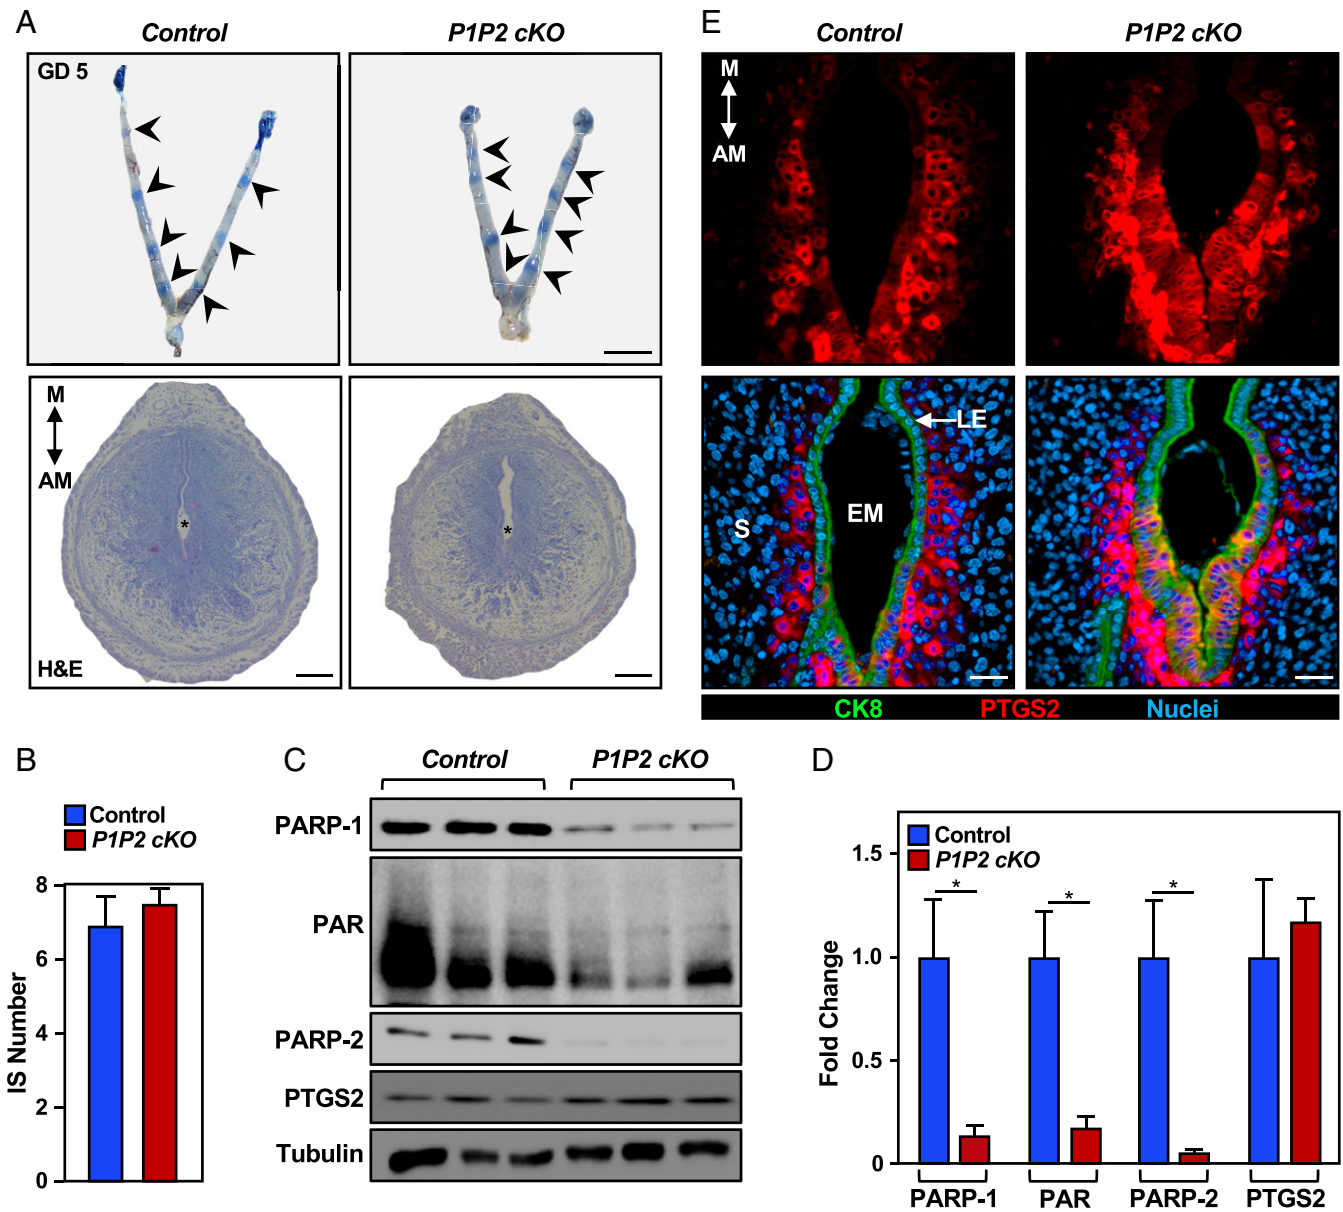 A
Control
P1P2 cKO
GD 5
M
AM
*
*
H&E
E
Control
P1P2 cKO
M
AM
LE
EM
S
CK8 PTGS2 Nuclei
B
Control
P1P2 cKO
IS Number
8
6
4
2
0
C
Control
P1P2 cKO
PARP-1
PAR
PARP-2
PTGS2
Tubulin
D
Control
P1P2 cKO
Fold Change
1.5
1.0
0.5
0
*
*
*
PARP-1
PAR
PARP-2
PTGS2